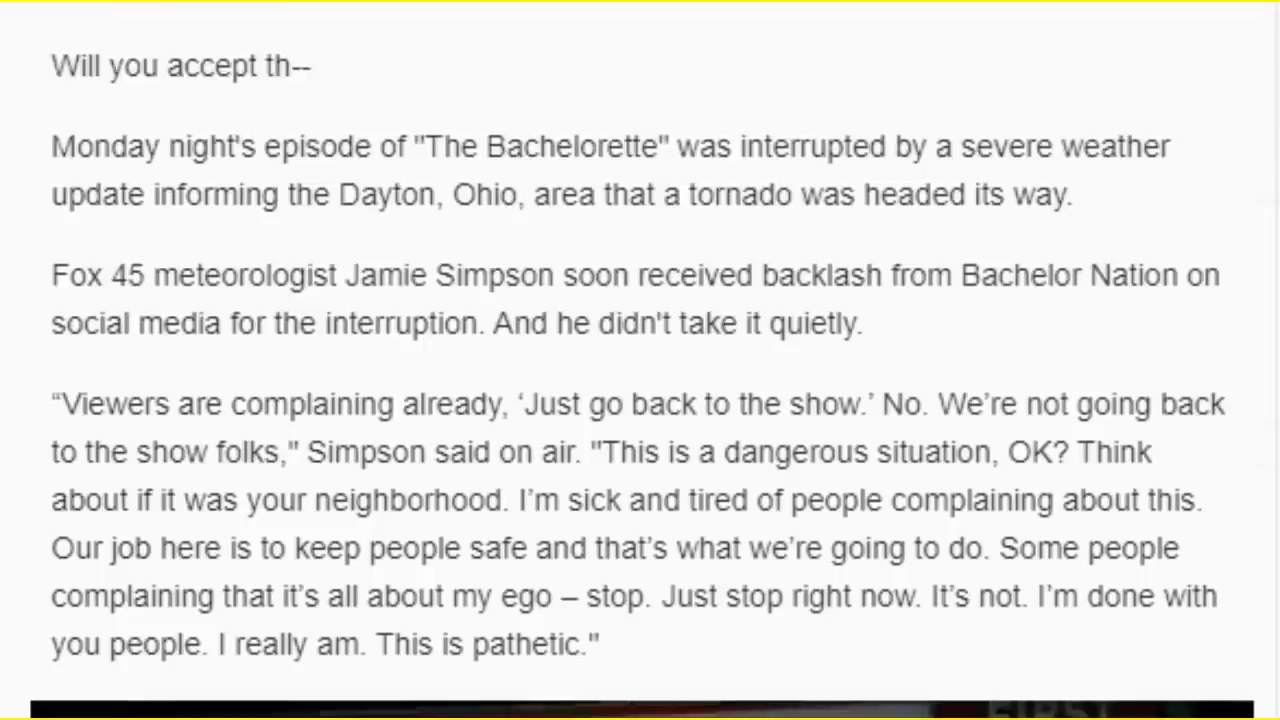 Will you accept th--
Monday night's episode of "The Bachelorette" was interrupted by a severe weather
update informing the Dayton, Ohio, area that a tornado was headed its way.
Fox 45 meteorologist Jamie Simpson soon received backlash from Bachelor Nation on
social media for the interruption. And he didn't take it quietly.
“Viewers are complaining already, ‘Just go back to the show.’ No. We’re not going back
to the show folks," Simpson said on air. "This is a dangerous situation, OK? Think
about if it was your neighborhood. I’m sick and tired of people complaining about this.
Our job here is to keep people safe and that’s what we’re going to do. Some people
complaining that it’s all about my ego – stop. Just stop right now. It’s not. I’m done with
you people. I really am. This is pathetic."
FIRST